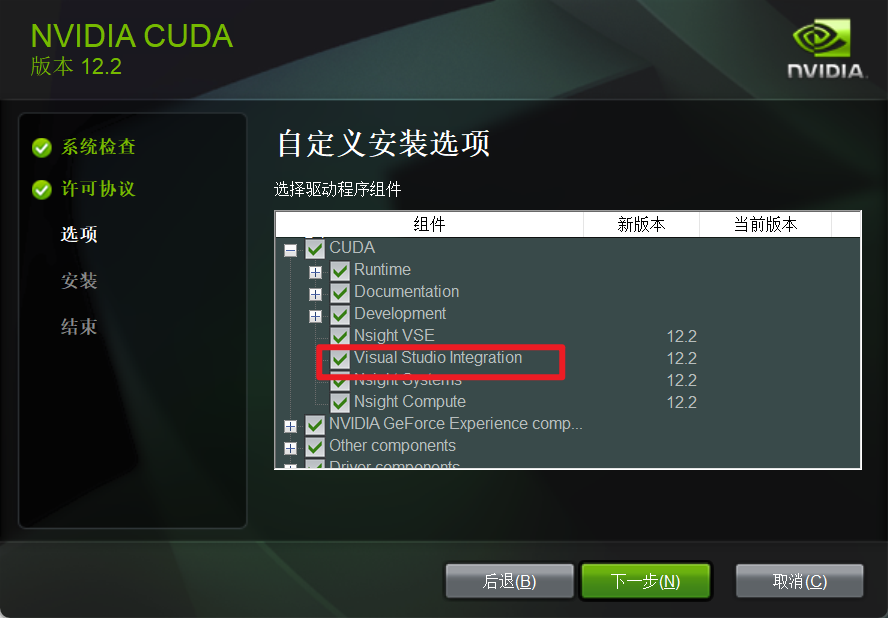 NVIDIA CUDA
版本 12.2
NVIDIA.
系统检查
许可协议
选项
安装
结束
自定义安装选项
选择驱动程序组件
组件 新版本 当前版本
CUDA
Runtime
Documentation
Development
Nsight VSE 12.2
Visual Studio Integration 12.2
Nsight Systems 12.2
Nsight Compute 12.2
NVIDIA GeForce Experience comp...
Other components
Driver components
后退(B) 下一步(N) 取消(C)